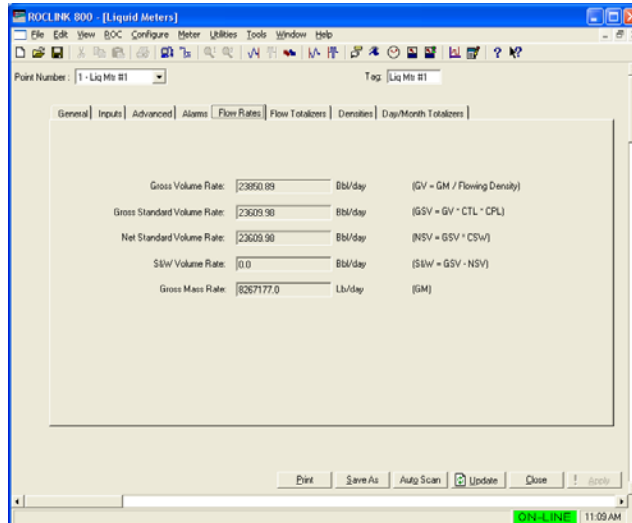 ROCLINK 800 - [Liquid Meters]
File Edit View ROC Configure Meter Utilities Tools Window Help
Point Number: 1 - Liq Mtr #1 Tag: Liq Mtr #1
General Inputs Advanced Alarms Flow Rates Flow Totalizers Densities Day/Month Totalizers
Gross Volume Rate: 23850.89 Bbl/day (GV = GM / Flowing Density)
Gross Standard Volume Rate: 23609.98 Bbl/day (GSV = GV * CTL * CPL)
Net Standard Volume Rate: 23609.98 Bbl/day (NSV = GSV * CSW)
S&W Volume Rate: 0.0 Bbl/day (S&W = GSV - NSV)
Gross Mass Rate: 8267177.0 Lb/day (GM)
Print Save As Auto Scan Update Close ! Apply
ON-LINE 11:09 AM